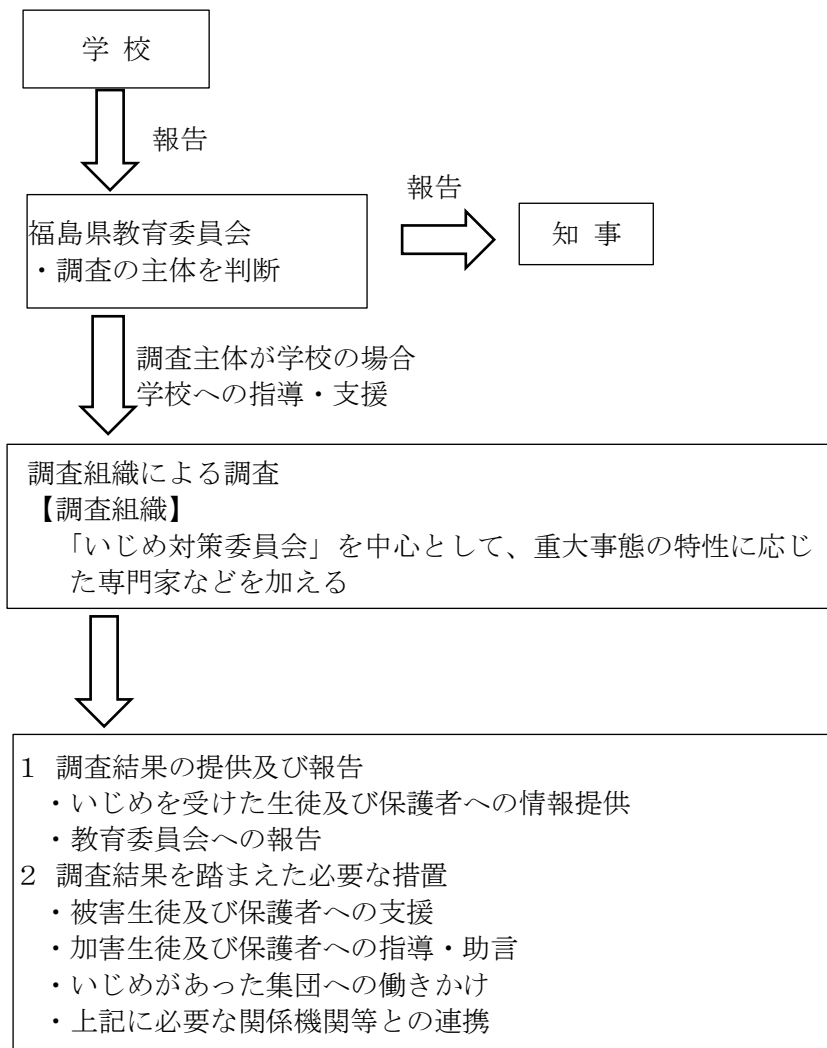 学 校
報告
福島県教育委員会
・調査の主体を判断
報告
知 事
調査主体が学校の場合
学校への指導・支援
調査組織による調査
【調査組織】
「いじめ対策委員会」を中心として、重大事態の特性に応じ
た専門家などを加える
1 調査結果の提供及び報告
・いじめを受けた生徒及び保護者への情報提供
・教育委員会への報告
2 調査結果を踏まえた必要な措置
・被害生徒及び保護者への支援
・加害生徒及び保護者への指導・助言
・いじめがあった集団への働きかけ
・上記に必要な関係機関等との連携